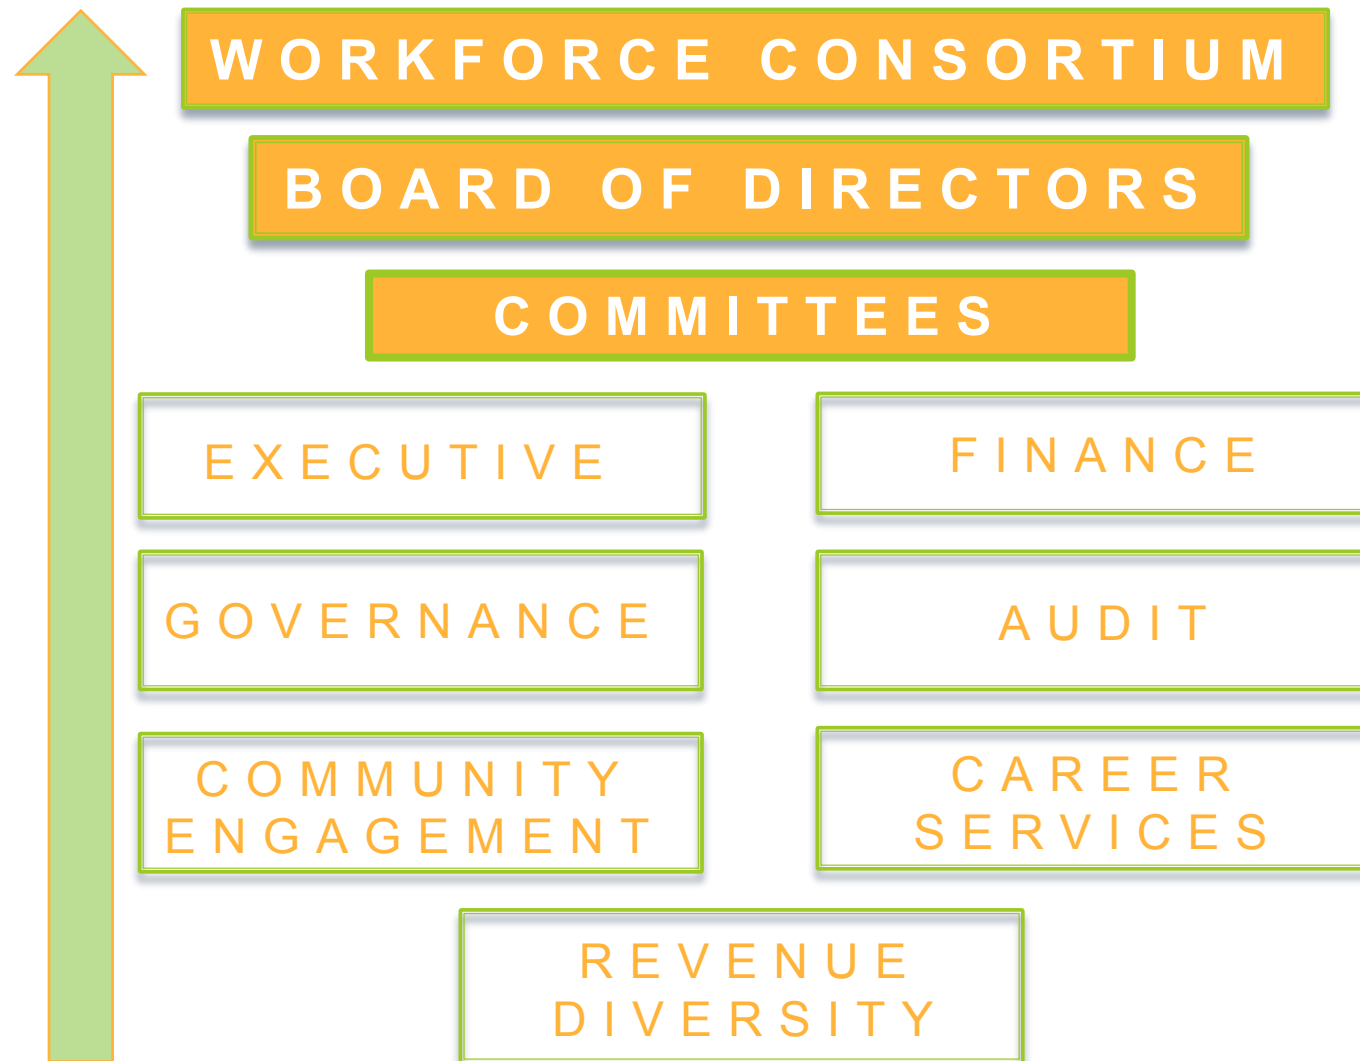 WORKFORCE CONSORTIUM
BOARD OF DIRECTORS
COMMITTEES
EXECUTIVE
FINANCE
GOVERNANCE
AUDIT
COMMUNITY
ENGAGEMENT
CAREER
SERVICES
REVENUE
DIVERSITY